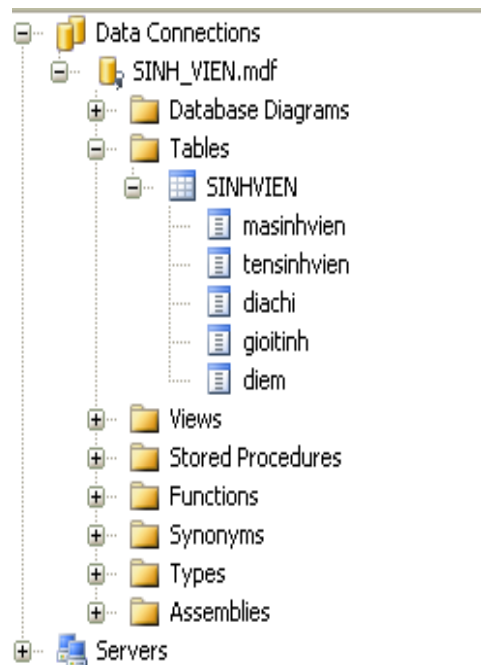 Data Connections
SINH_VIEN.mdf
Database Diagrams
Tables
SINHVIEN
masinhvien
tensinhvien
diachi
gioitinh
diem
Views
Stored Procedures
Functions
Synonyms
Types
Assemblies
Servers